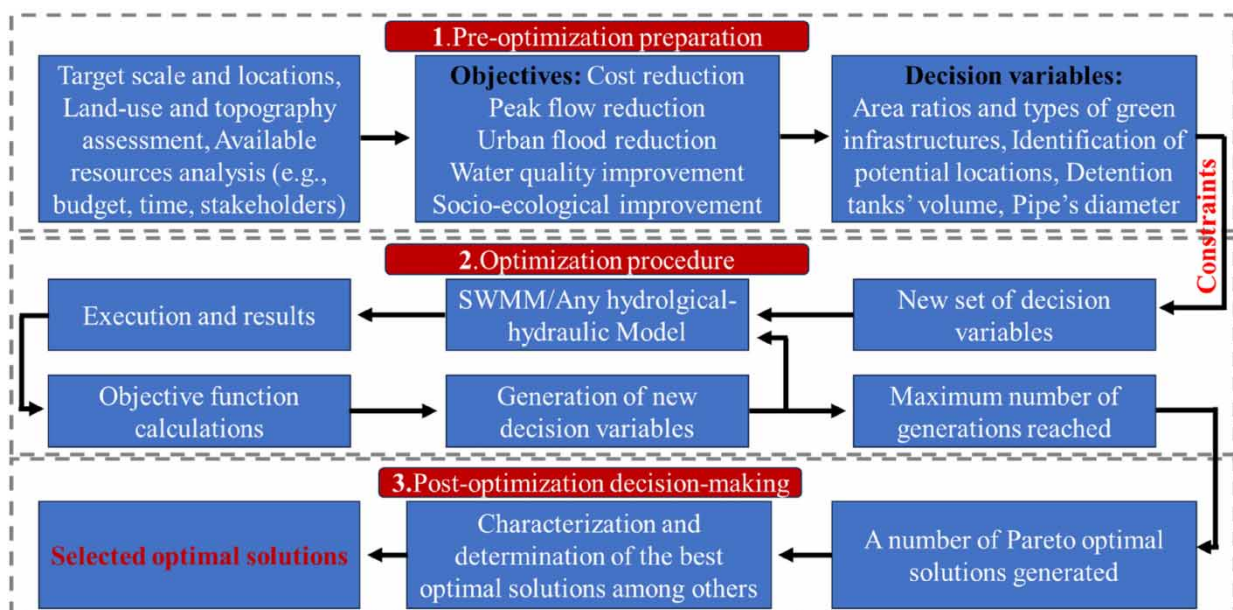 1.Pre-optimization preparation
Target scale and locations,
Land-use and topography
assessment, Available
resources analysis (e.g.,
budget, time, stakeholders)
Objectives: Cost reduction
Peak flow reduction
Urban flood reduction
Water quality improvement
Socio-ecological improvement
Decision variables:
Area ratios and types of green
infrastructures, Identification of
potential locations, Detention
tanks' volume, Pipe's diameter
Constraints
2.Optimization procedure
New set of decision
variables
SWMM/Any hydrolgical-
hydraulic Model
Execution and results
Objective function
calculations
Generation of new
decision variables
Maximum number of
generations reached
3.Post-optimization decision-making
A number of Pareto optimal
solutions generated
Characterization and
determination of the best
optimal solutions among others
Selected optimal solutions